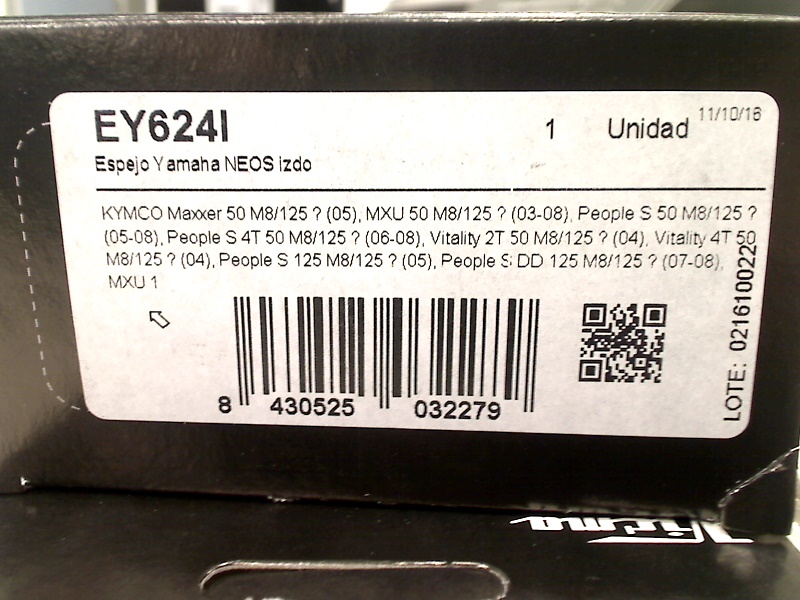 EY624I
1 Unidad
11/10/16
Espejo Yamaha NEOS Izdo
KYMCO Maxxer 50 M8/125 ? (05), MXU 50 M8/125 ? (03-08), People S 50 M8/125 ?
(05-08), People S 4T 50 M8/125 ? (06-08), Vitality 2T 50 M8/125 ? (04), Vitality 4T 50
M8/125 ? (04), People S 125 M8/125 ? (05), People S DD 125 M8/125 ? (07-08),
MXU 1
LOTE: 021610022
8 430525 032279